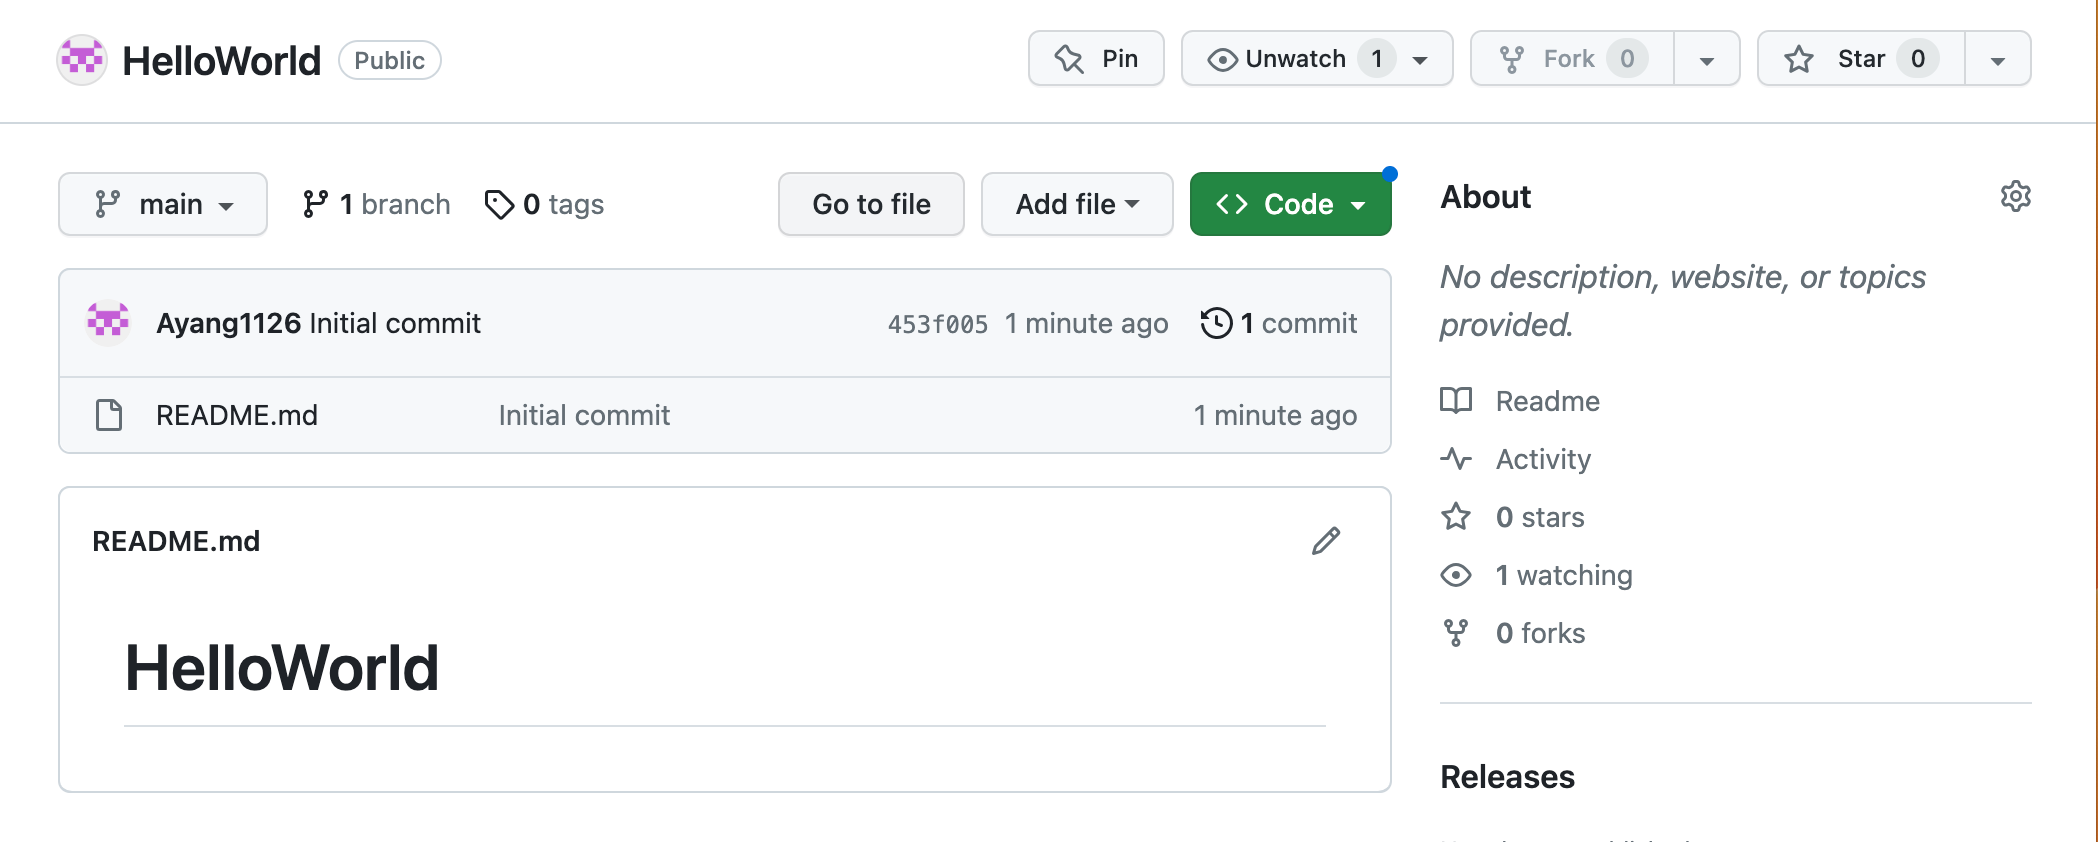 HelloWorld Public
Pin Unwatch 1 Fork 0 Star 0
main 1 branch 0 tags Go to file Add file Code
Ayang1126 Initial commit 453f005 1 minute ago 1 commit
README.md Initial commit 1 minute ago
README.md
HelloWorld
About
No description, website, or topics
provided.
Readme
Activity
0 stars
1 watching
0 forks
Releases